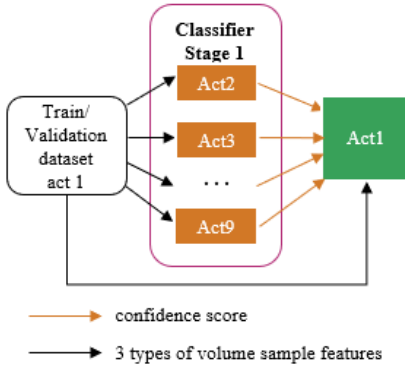 Classifier
Stage 1
Act2
Train/
Validation
dataset
act 1
Act3
...
Act9
Act1
confidence score
3 types of volume sample features